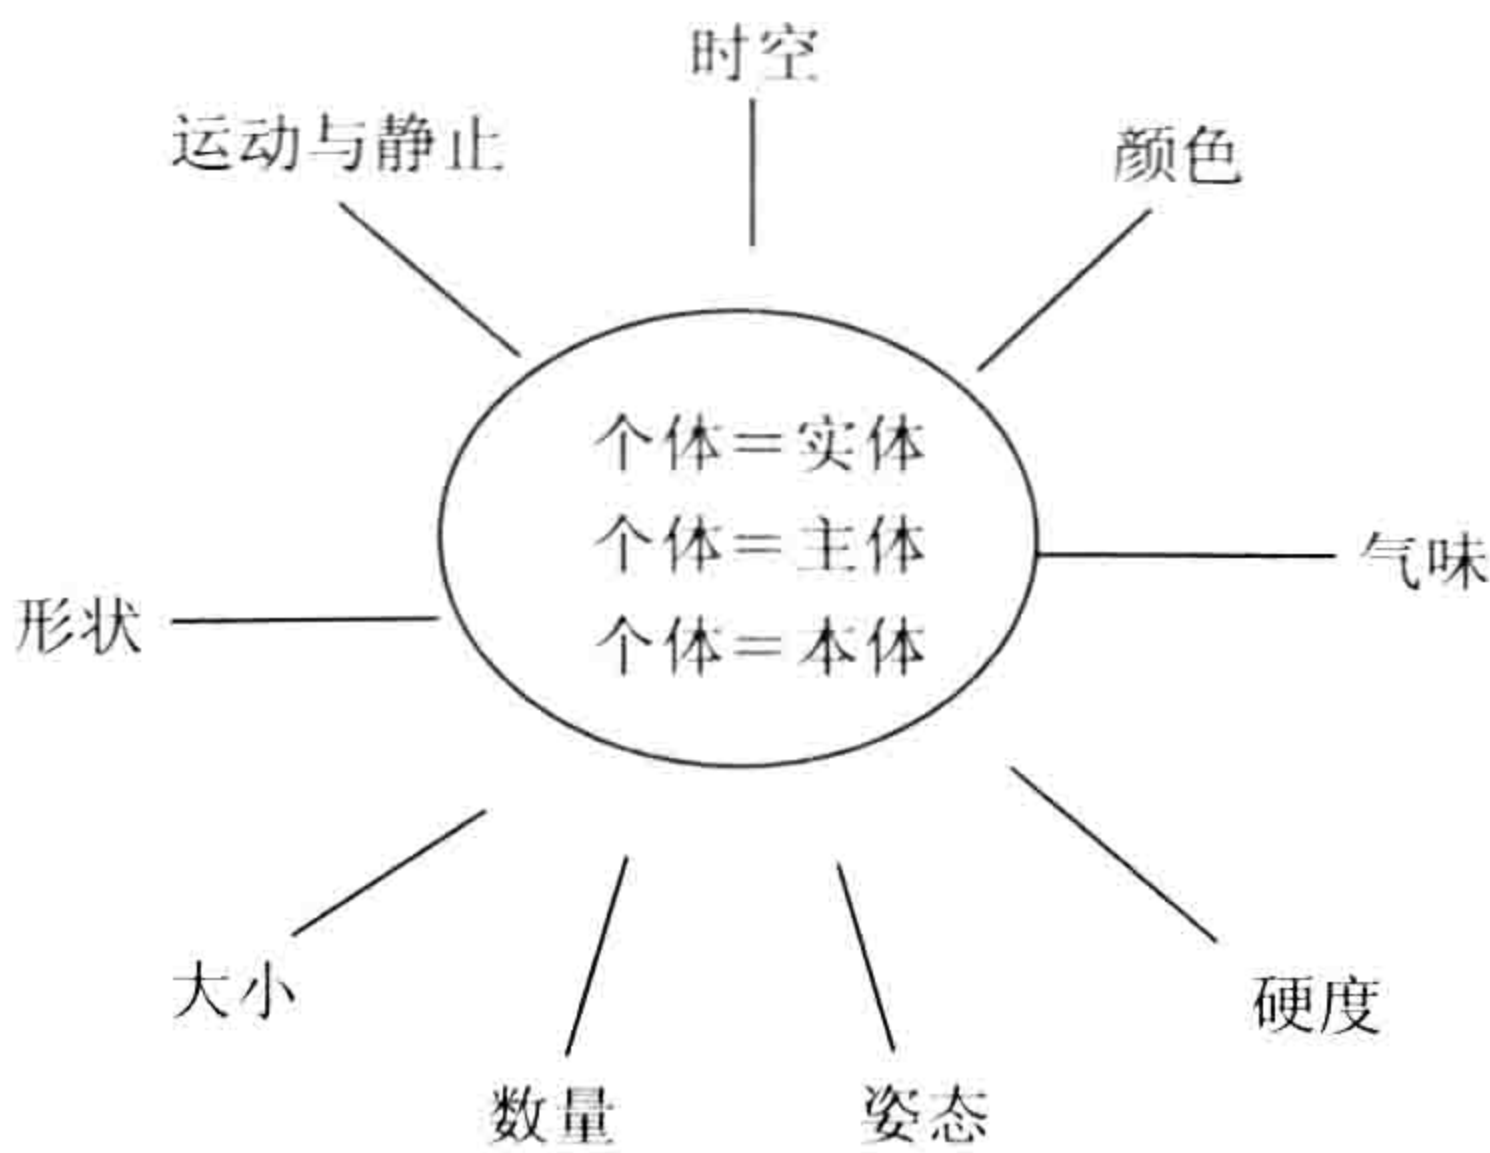 时空
运动与静止
颜色
个体=实体
个体=主体
个体=本体
气味
形状
大小
硬度
数量
姿态